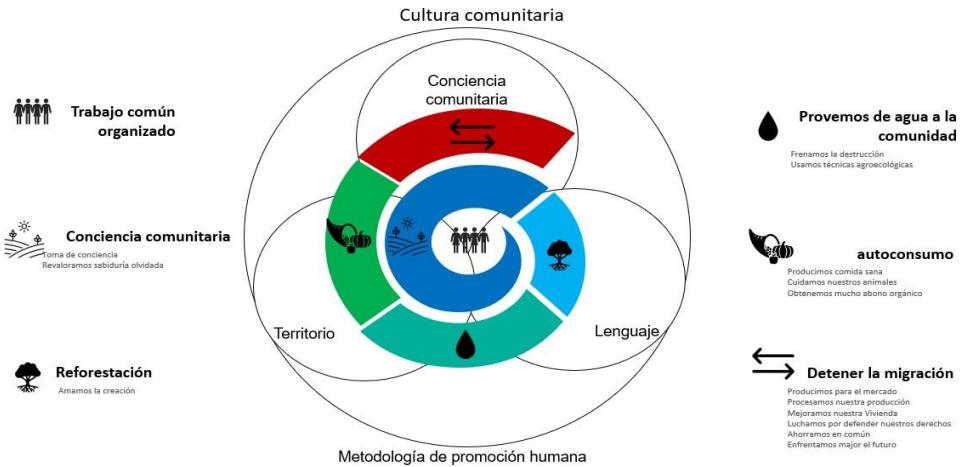 Cultura comunitaria
Conciencia
comunitaria
Territorio
Lenguaje
Metodología de promoción humana
Trabajo común
organizado
Conciencia comunitaria
Toma de conciencia
Revaloramos sabiduría olvidada
Reforestación
Amamos la creación
Provemos de agua a la
comunidad
Frenamos la destrucción
Usamos técnicas agroecológicas
autoconsumo
Producimos comida sana
Cuidamos nuestros animales
Obtenemos mucho abono orgánico
Detener la migración
Producimos para el mercado
Procesamos nuestra producción
Mejoramos nuestra Vivienda
Luchamos por defender nuestros derechos
Ahorramos en común
Enfrentamos major el futuro